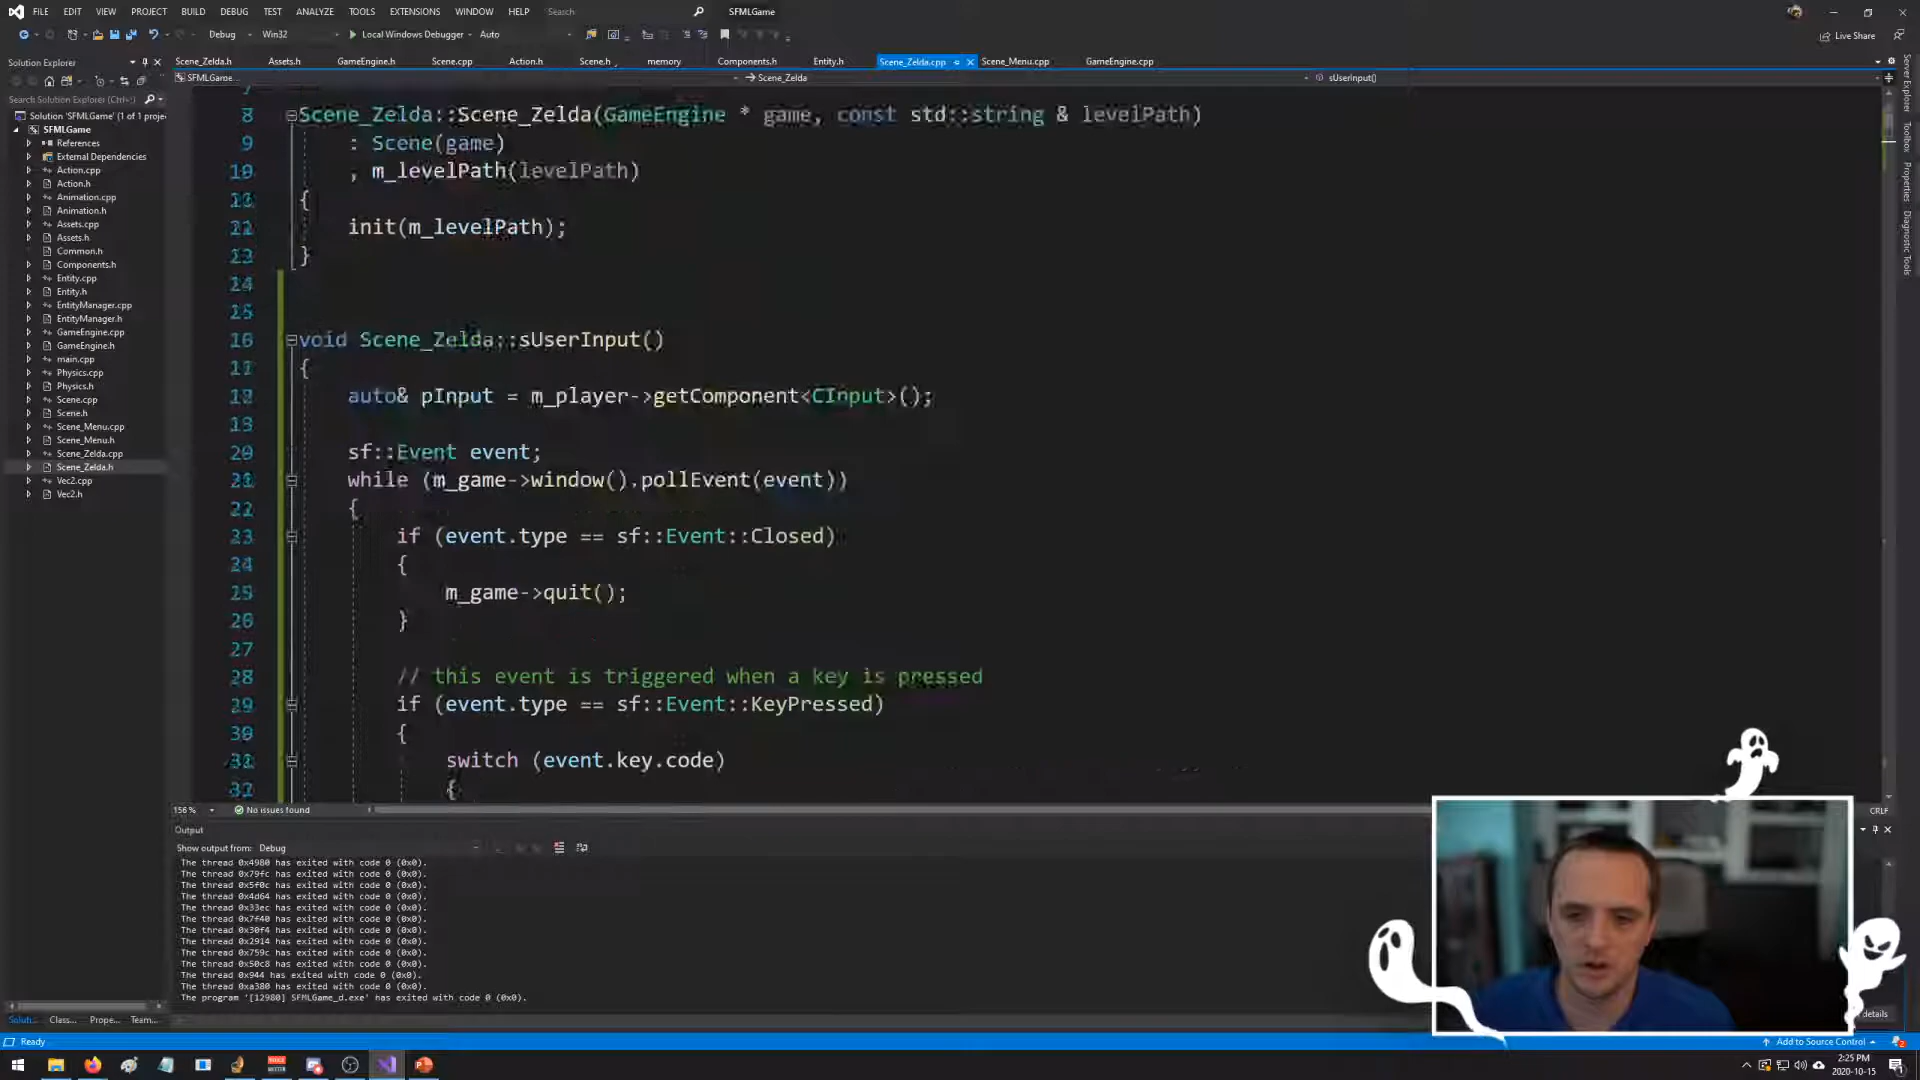 FILE EDIT VIEW PROJECT BUILD DEBUG TEST ANALYZE TOOLS EXTENSIONS WINDOW HELP Search SFMLGame
Debug Win32 Local Windows Debugger Auto Live Share
Solution Explorer
Scene_Zelda.h Assets.h GameEngine.h Scene.cpp Action.h Scene.h memory Components.h Entity.h Scene_Zelda.cpp Scene_Menu.cpp GameEngine.cpp
SFMLGame Scene_Zelda sUserInput()
Search Solution Explorer (Ctrl+;)
Solution 'SFMLGame' (1 of 1 proje
SFMLGame
References
External Dependencies
Action.cpp
Action.h
Animation.cpp
Animation.h
Assets.cpp
Assets.h
Common.h
Components.h
Entity.cpp
Entity.h
EntityManager.cpp
EntityManager.h
GameEngine.cpp
GameEngine.h
main.cpp
Physics.cpp
Physics.h
Scene.cpp
Scene.h
Scene_Menu.cpp
Scene_Menu.h
Scene_Zelda.cpp
Scene_Zelda.h
Vec2.cpp
Vec2.h
8 Scene_Zelda::Scene_Zelda(GameEngine * game, const std::string & levelPath)
9 : Scene(game)
10 , m_levelPath(levelPath)
{
init(m_levelPath);
}
14
15
void Scene_Zelda::sUserInput()
{
auto& pInput = m_player->getComponent<CInput>();
20 sf::Event event;
while (m_game->window().pollEvent(event))
22 {
23 if (event.type == sf::Event::Closed)
24 {
25 m_game->quit();
26 }
27
28 // this event is triggered when a key is pressed
if (event.type == sf::Event::KeyPressed)
30 {
switch (event.key.code)
{
156 % No issues found CRLF
Output
Show output from: Debug
The thread 0x4980 has exited with code 0 (0x0).
The thread 0x79fc has exited with code 0 (0x0).
The thread 0x5f0c has exited with code 0 (0x0).
The thread 0x4d64 has exited with code 0 (0x0).
The thread 0x33ec has exited with code 0 (0x0).
The thread 0x7f40 has exited with code 0 (0x0).
The thread 0x30f4 has exited with code 0 (0x0).
The thread 0x2914 has exited with code 0 (0x0).
The thread 0x759c has exited with code 0 (0x0).
The thread 0x50c8 has exited with code 0 (0x0).
The thread 0x944 has exited with code 0 (0x0).
The thread 0xa380 has exited with code 0 (0x0).
The program '[12980] SFMLGame_d.exe' has exited with code 0 (0x0).
Soluti... Class... Prope... Team...
Server Explorer
Toolbox
Properties
Diagnostic Tools
details
Ready Add to Source Control
2:25 PM
2020-10-15